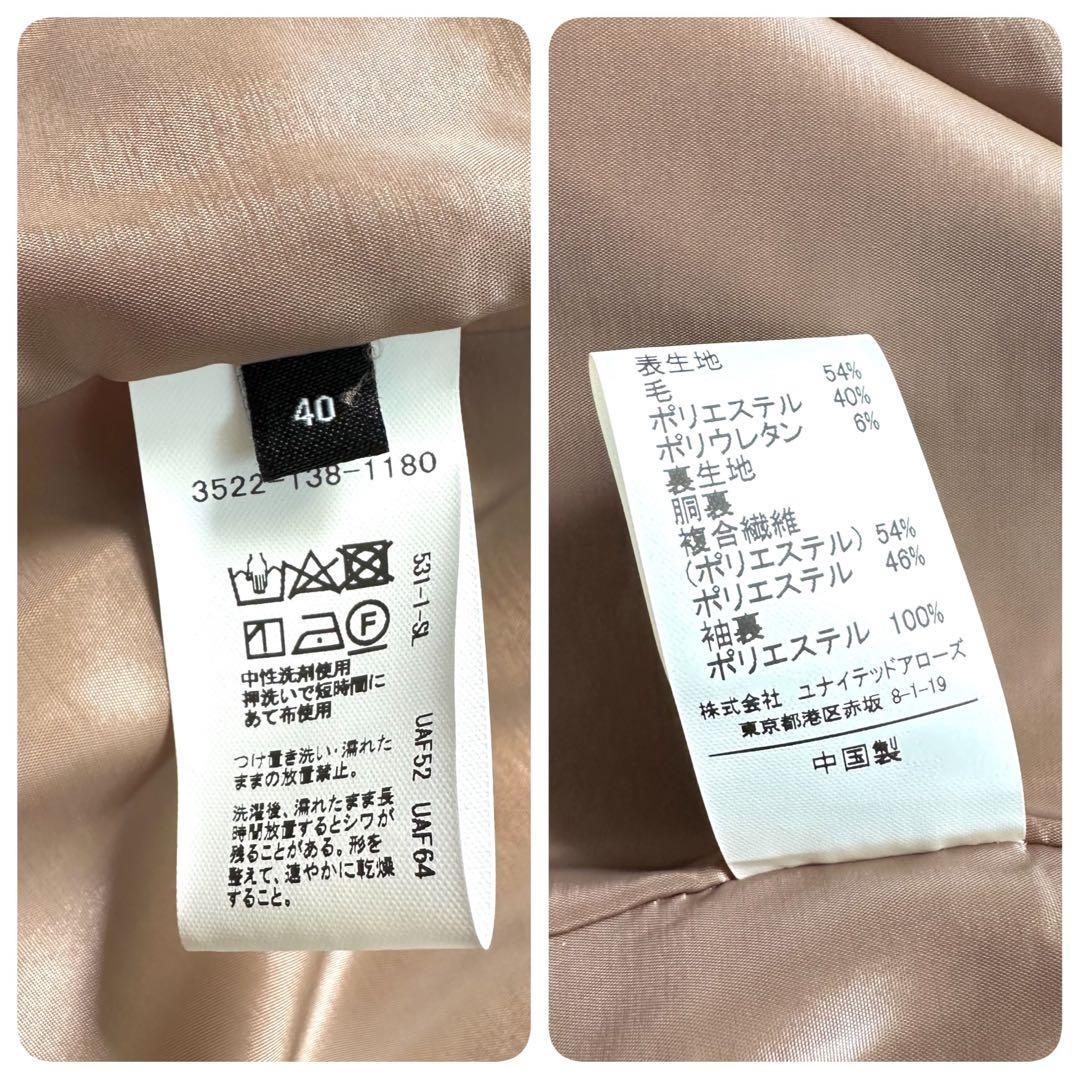 40
3522-138-1180
F
中性洗剤使用
押洗いで短時間に
あて布使用
つけ置き洗い・濡れた
ままの放置禁止。
洗濯後、濡れたまま長
時間放置するとシワが
残ることがある。形を
整えて、速やかに乾燥
すること。
531-1-SL
UAF52 UAF64
表生地
毛 54%
ポリエステル 40%
ポリウレタン 6%
裏生地
胴裏
複合繊維
(ポリエステル) 54%
ポリエステル 46%
袖裏
ポリエステル 100%
株式会社 ユナイテッドアローズ
東京都港区赤坂 8-1-19
中国製